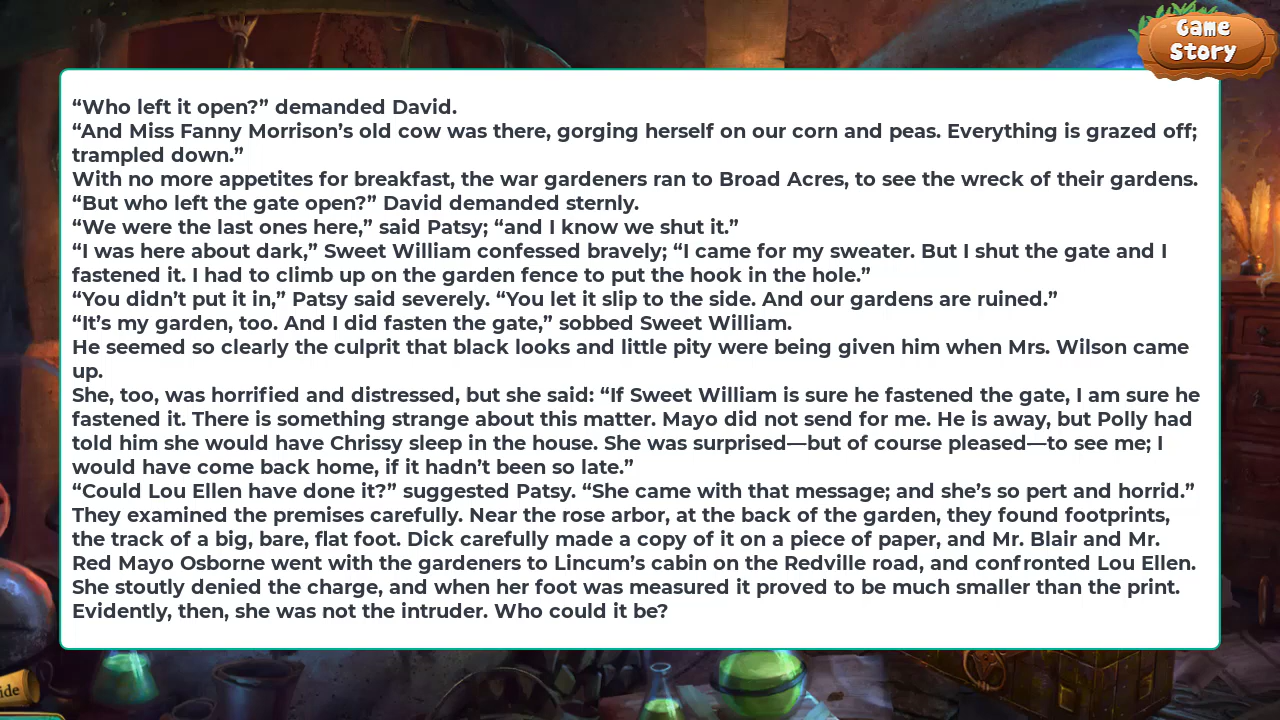 Game
Story
“Who left it open?” demanded David.
“And Miss Fanny Morrison’s old cow was there, gorging herself on our corn and peas. Everything is grazed off;
trampled down.”
With no more appetites for breakfast, the war gardeners ran to Broad Acres, to see the wreck of their gardens.
“But who left the gate open?” David demanded sternly.
“We were the last ones here,” said Patsy; “and I know we shut it.”
“I was here about dark,” Sweet William confessed bravely; “I came for my sweater. But I shut the gate and I
fastened it. I had to climb up on the garden fence to put the hook in the hole.”
“You didn’t put it in,” Patsy said severely. “You let it slip to the side. And our gardens are ruined.”
“It’s my garden, too. And I did fasten the gate,” sobbed Sweet William.
He seemed so clearly the culprit that black looks and little pity were being given him when Mrs. Wilson came
up.
She, too, was horrified and distressed, but she said: “If Sweet William is sure he fastened the gate, I am sure he
fastened it. There is something strange about this matter. Mayo did not send for me. He is away, but Polly had
told him she would have Chrissy sleep in the house. She was surprised—but of course pleased—to see me; I
would have come back home, if it hadn’t been so late.”
“Could Lou Ellen have done it?” suggested Patsy. “She came with that message; and she’s so pert and horrid.”
They examined the premises carefully. Near the rose arbor, at the back of the garden, they found footprints,
the track of a big, bare, flat foot. Dick carefully made a copy of it on a piece of paper, and Mr. Blair and Mr.
Red Mayo Osborne went with the gardeners to Lincum’s cabin on the Redville road, and confronted Lou Ellen.
She stoutly denied the charge, and when her foot was measured it proved to be much smaller than the print.
Evidently, then, she was not the intruder. Who could it be?
ide